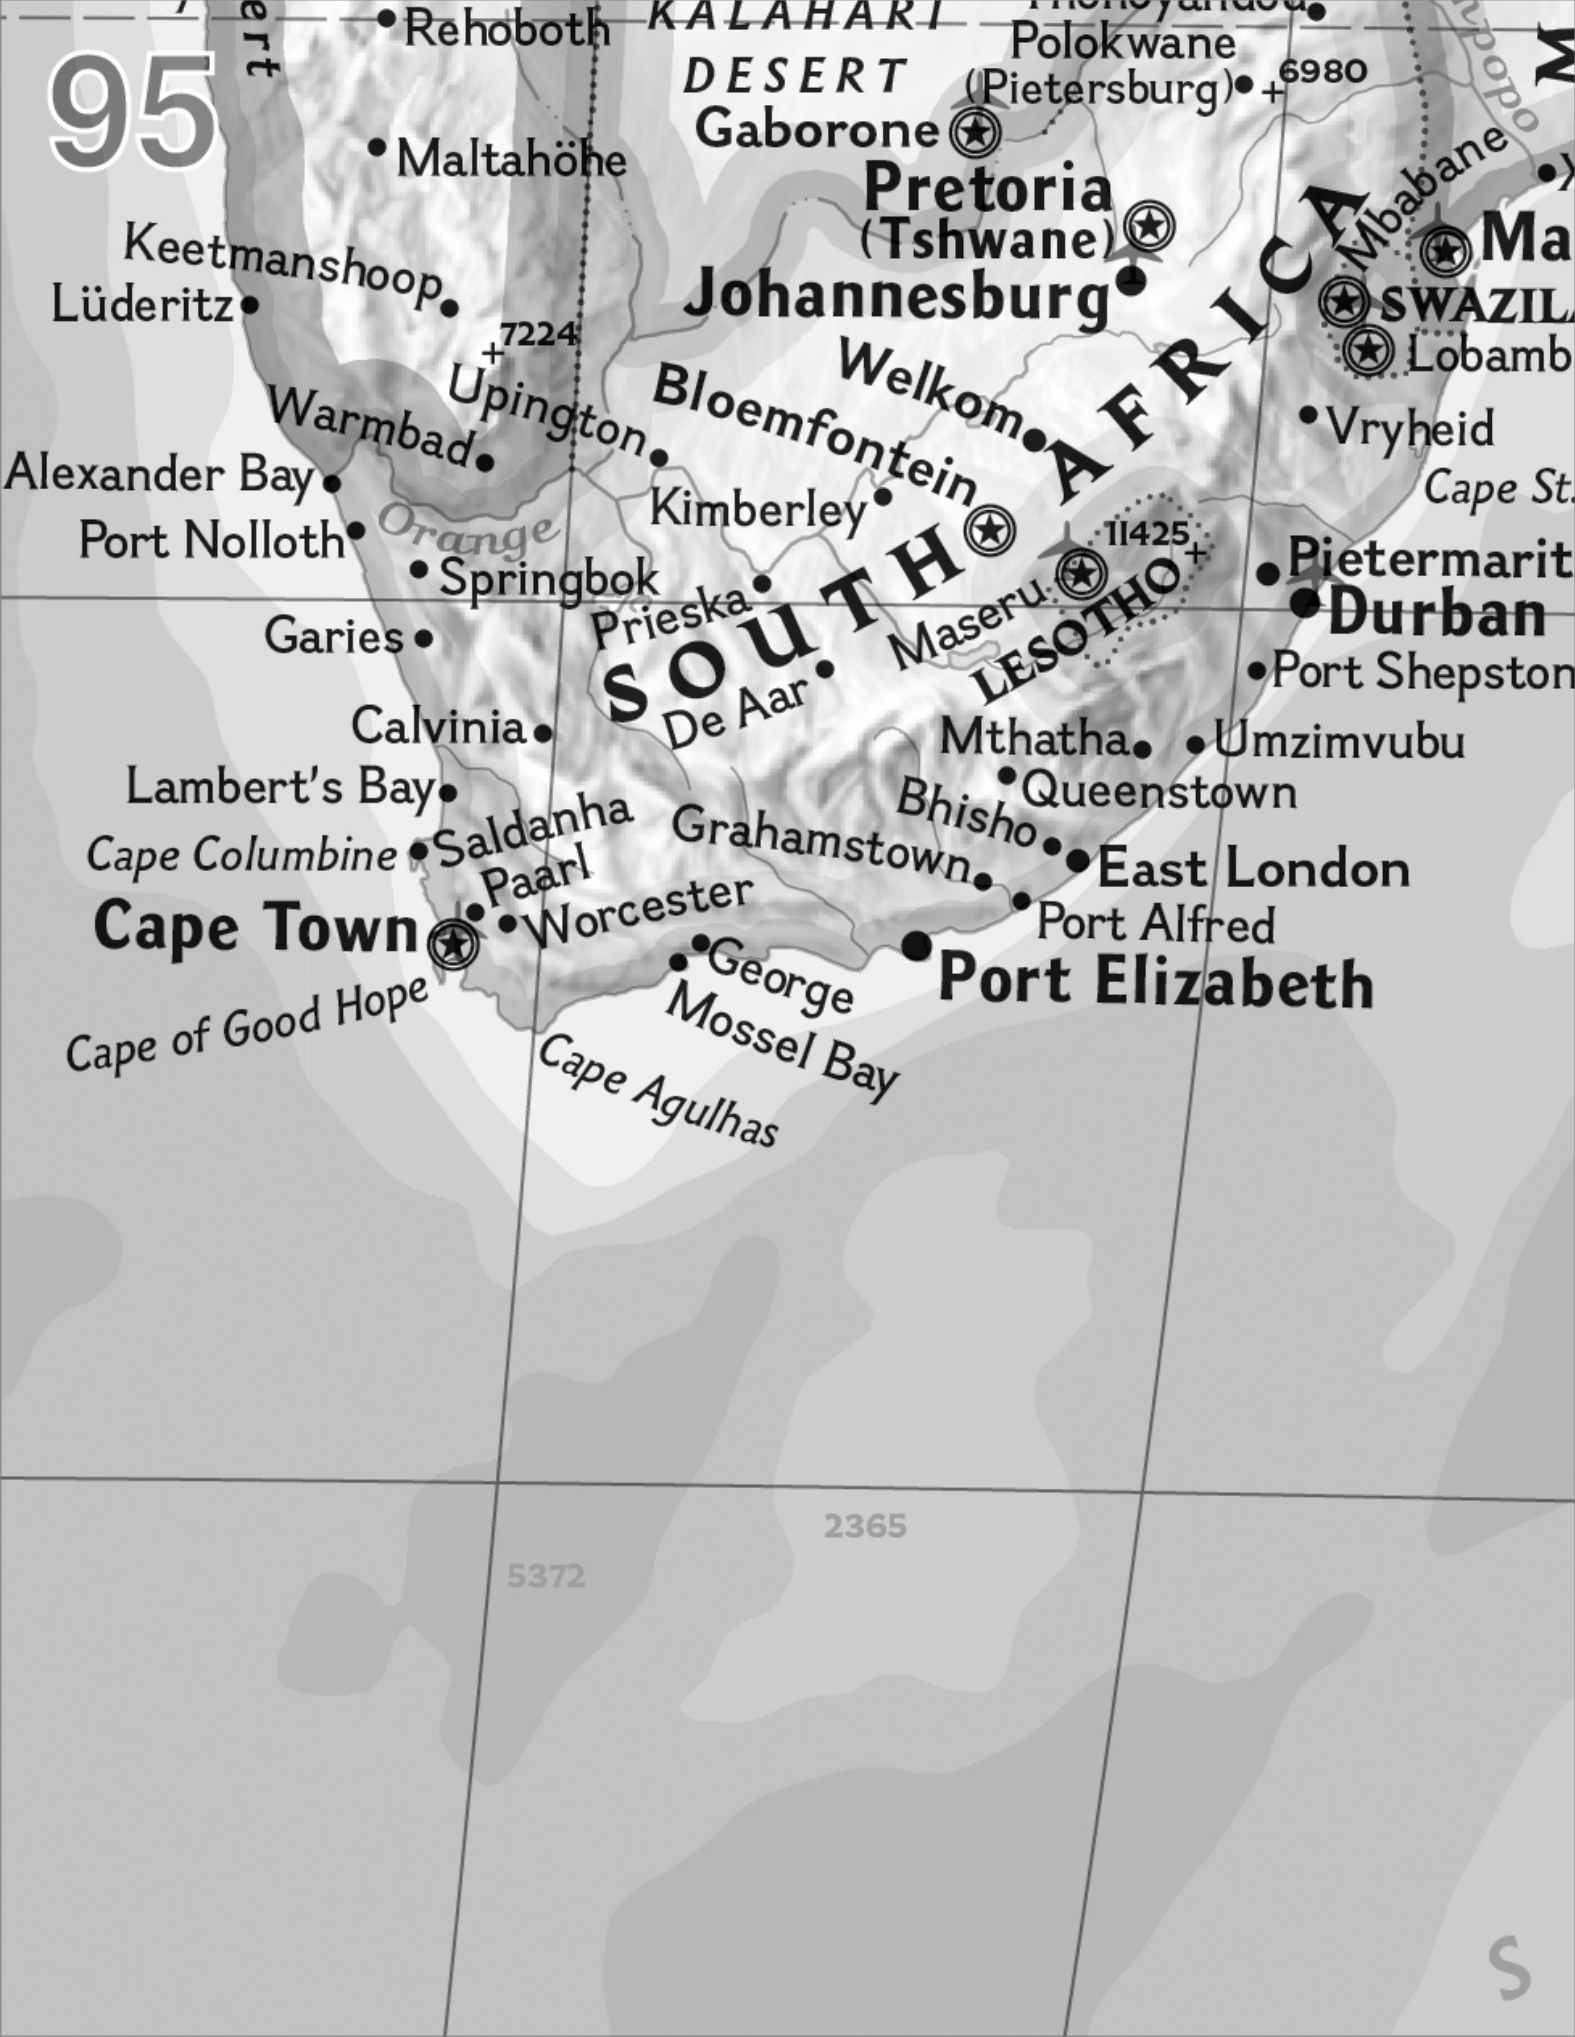 ert
Rehoboth
KALAHARI
DESERT
Polokwane
(Pietersburg)
6980
95
Maltahöhe
Gaborone
Pretoria
(Tshwane)
Mbabane
Ma
Keetmanshoop
Lüderitz
Johannesburg
SWAZIL
7224
Welkom
Lobamb
Upington
Bloemfontein
Warmbad
Vryheid
Alexander Bay
Kimberley
Cape St.
Port Nolloth
Orange
11425
Pietermarit
Springbok
Prieska
Maseru
LESOTHO
Durban
Garies
SOUTH AFRICA
De Aar
Port Shepston
Calvinia
Mthatha
Umzimvubu
Lambert's Bay
Queenstown
Saldanha
Grahamstown
Bhisho
Cape Columbine
Paarl
East London
Cape Town
Worcester
Port Alfred
George
Port Elizabeth
Cape of Good Hope
Mossel Bay
Cape Agulhas
2365
5372
S